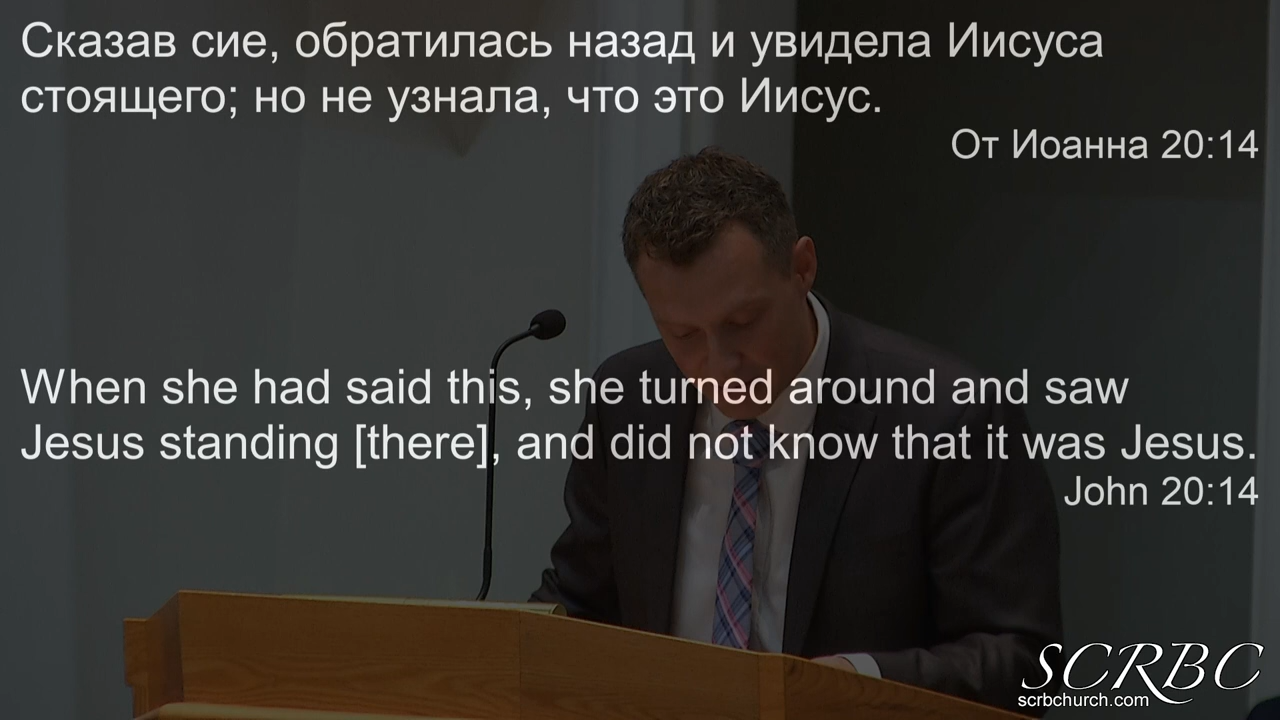 Сказав сие, обратилась назад и увидела Иисуса
стоящего; но не узнала, что это Иисус.
От Иоанна 20:14
When she had said this, she turned around and saw
Jesus standing [there], and did not know that it was Jesus.
John 20:14
SCRBC
scrbchurch.com